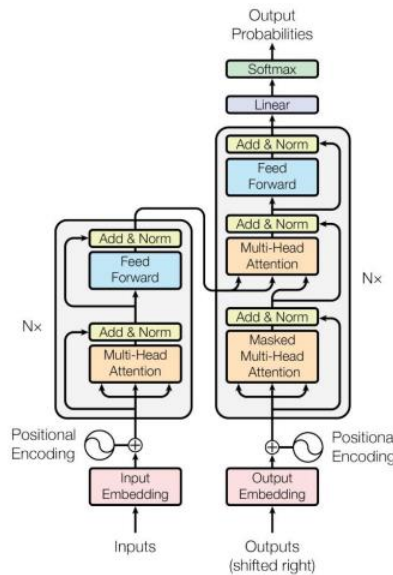 Output
Probabilities
Softmax
Linear
Add & Norm
Feed
Forward
Add & Norm
Multi-Head
Attention
Add & Norm
Masked
Multi-Head
Attention
Nx
Positional
Encoding
Output
Embedding
Outputs
(shifted right)
Add & Norm
Feed
Forward
Add & Norm
Multi-Head
Attention
Nx
Positional
Encoding
Input
Embedding
Inputs